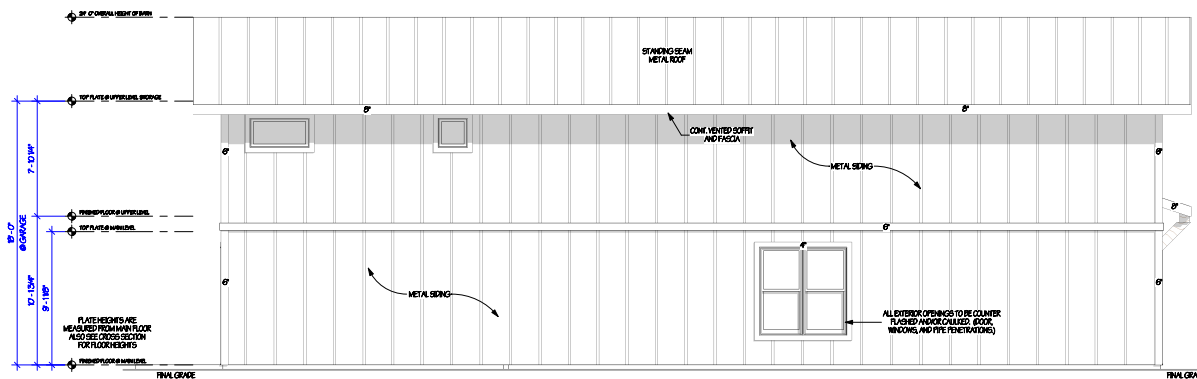 24'-0" OVERALL HEIGHT OF BARN
STANDING SEAM
METAL ROOF
TOP PLATE @ UPPER LEVEL STORAGE
8"
8"
CONT. VENTED SOFFIT
AND FASCIA
6"
6"
METAL SIDING
7'-10 1/4"
FINISHED FLOOR @ UPPER LEVEL
8"
TOP PLATE @ MAIN LEVEL
6"
18'-0"
@ GARAGE
4"
6"
6"
10'-1 3/4"
9'-1 1/8"
METAL SIDING
PLATE HEIGHTS ARE
MEASURED FROM MAIN FLOOR
ALSO SEE CROSS SECTION
FOR FLOOR HEIGHTS
ALL EXTERIOR OPENINGS TO BE COUNTER
FLASHED AND/OR CAULKED. (DOOR,
WINDOWS, AND PIPE PENETRATIONS.)
FINISHED FLOOR @ MAIN LEVEL
FINAL GRADE
FINAL GRA